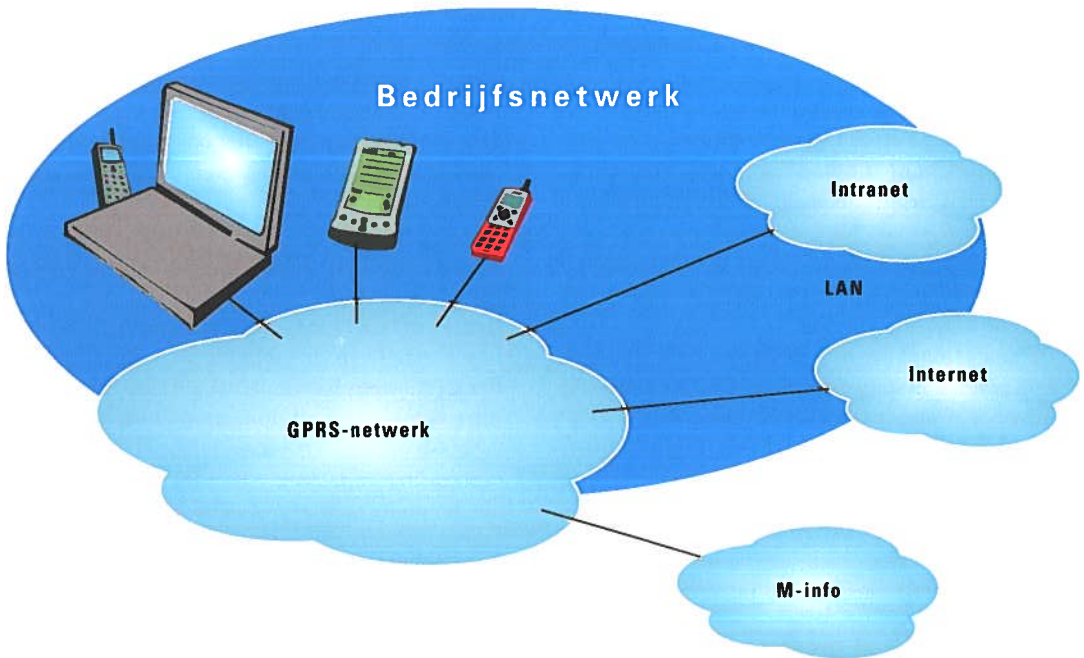 Bedrijfsnetwerk
Intranet
LAN
Internet
GPRS-netwerk
M-info